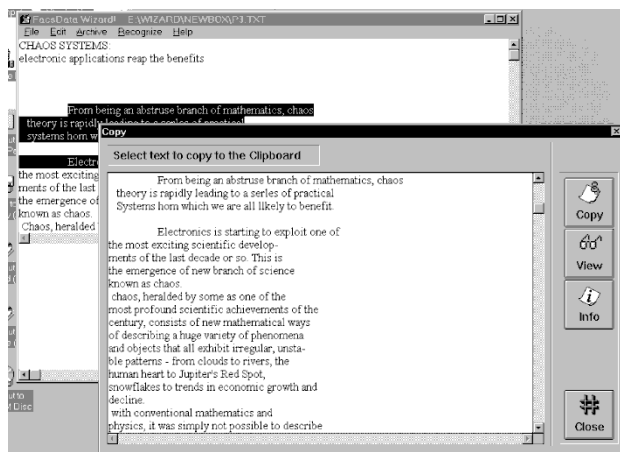 FacsData Wizard! E:\WIZARD\NEWBOX\P3.TXT
File Edit Archive Recognize Help
CHAOS SYSTEMS:
electronic applications reap the benefits
From being an abstruse branch of mathematics, chaos
theory is rapidly leading to a serles of practical
systems hom w
Electr
the most exciting
ments of the last
the emergence of
known as chaos.
Chaos, heralded
Copy
Select text to copy to the Clipboard
From being an abstruse branch of mathematics, chaos
theory is rapidly leading to a serles of practical
Systems hom which we are all llkely to benefit.
Electronics is starting to exploit one of
the most exciting scientific develop-
ments of the last decade or so. This is
the emergence of new branch of science
known as chaos.
chaos, heralded by some as one of the
most profound scientific achievements of the
century, consists of new mathematical ways
of describing a huge variety of phenomena
and objects that all exhibit irregular, unsta-
ble patterns - from clouds to rivers, the
human heart to Jupiter's Red Spot,
snowflakes to trends in economic growth and
decline.
with conventional mathematics and
physics, it was simply not possible to describe
Copy
View
Info
Close
ut to
Disc